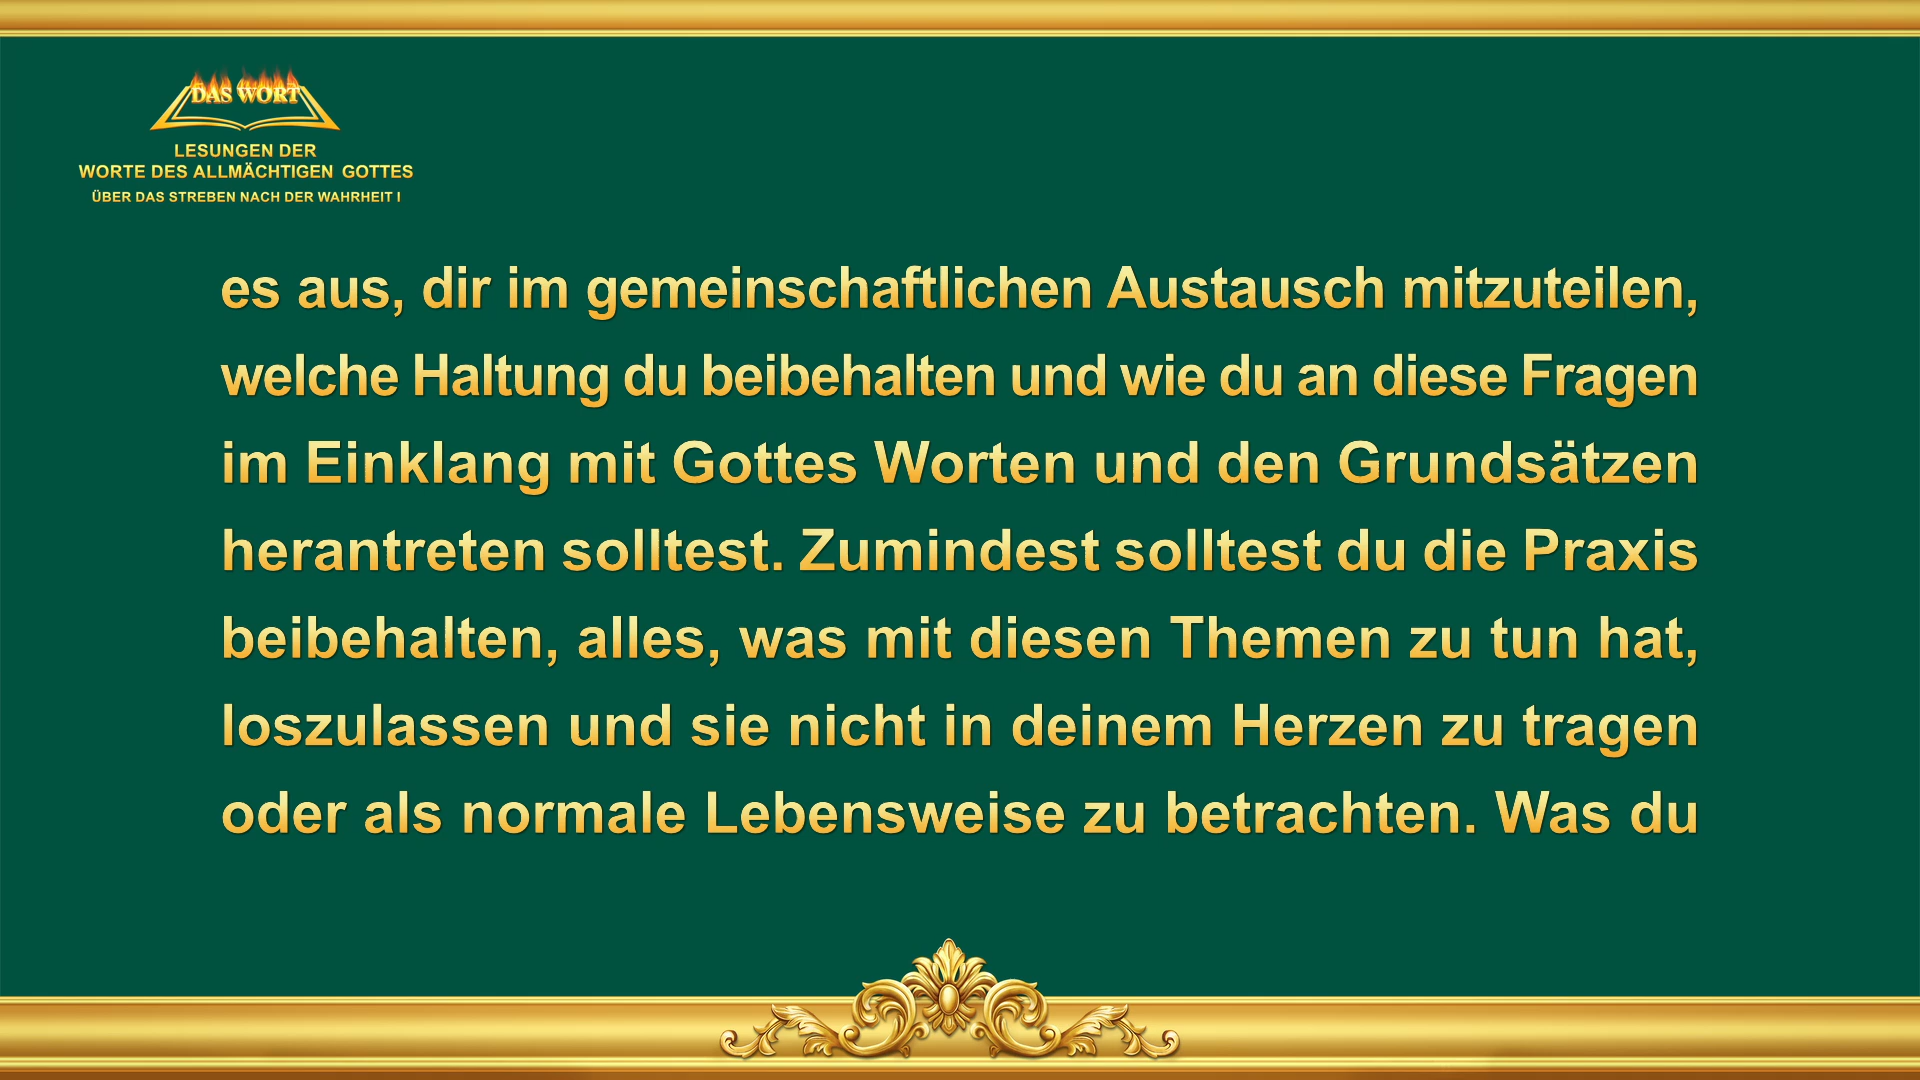 DAS WORT
LESUNGEN DER
WORTE DES ALLMÄCHTIGEN GOTTES
ÜBER DAS STREBEN NACH DER WAHRHEIT I
es aus, dir im gemeinschaftlichen Austausch mitzuteilen,
welche Haltung du beibehalten und wie du an diese Fragen
im Einklang mit Gottes Worten und den Grundsätzen
herantreten solltest. Zumindest solltest du die Praxis
beibehalten, alles, was mit diesen Themen zu tun hat,
loszulassen und sie nicht in deinem Herzen zu tragen
oder als normale Lebensweise zu betrachten. Was du